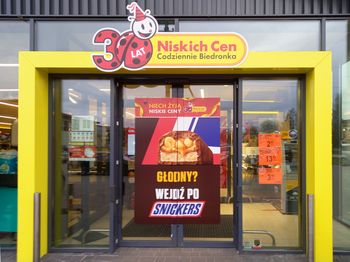 30
LAT
Niskich Cen
Codziennie Biedronka
NIECH ŻYJĄ
NISKIE CENY
GŁODNY?
WEJDŹ PO
SNICKERS